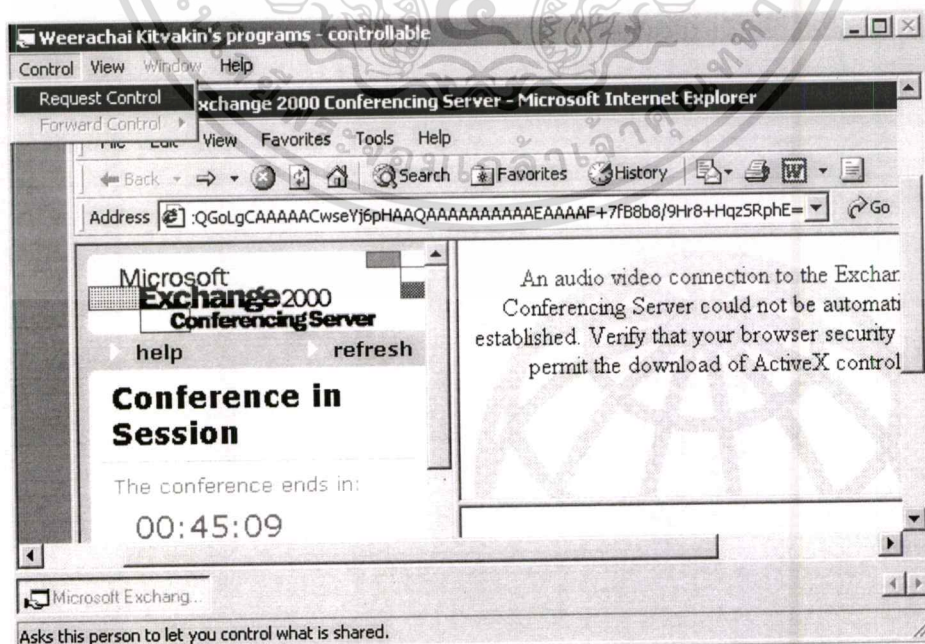 Weerachai Kitvakin's programs - controllable
Control View Window Help
Request Control
Forward Control
xchange 2000 Conferencing Server - Microsoft Internet Explorer
View Favorites Tools Help
Back Search Favorites History
Address :QGoLgCAAAAACwseYj6pHAAQAAAAAAAAAAEAAAAF+7fB8b8/9Hr8+HqzSRphE= Go
Microsoft
Exchange 2000
Conferencing Server
help refresh
Conference in
Session
The conference ends in:
00:45:09
An audio video connection to the Exchar
Conferencing Server could not be automati
established. Verify that your browser security
permit the download of ActiveX control
Microsoft Exchang...
Asks this person to let you control what is shared.